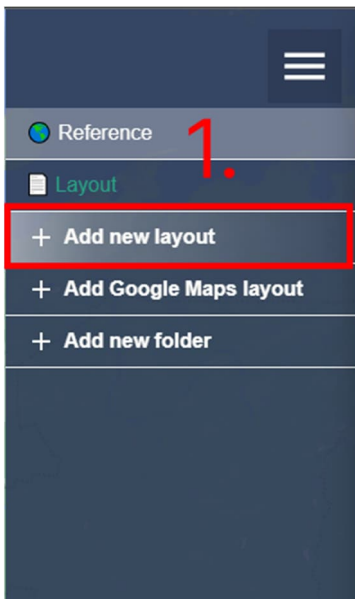 Reference
1.
Layout
+ Add new layout
+ Add Google Maps layout
+ Add new folder